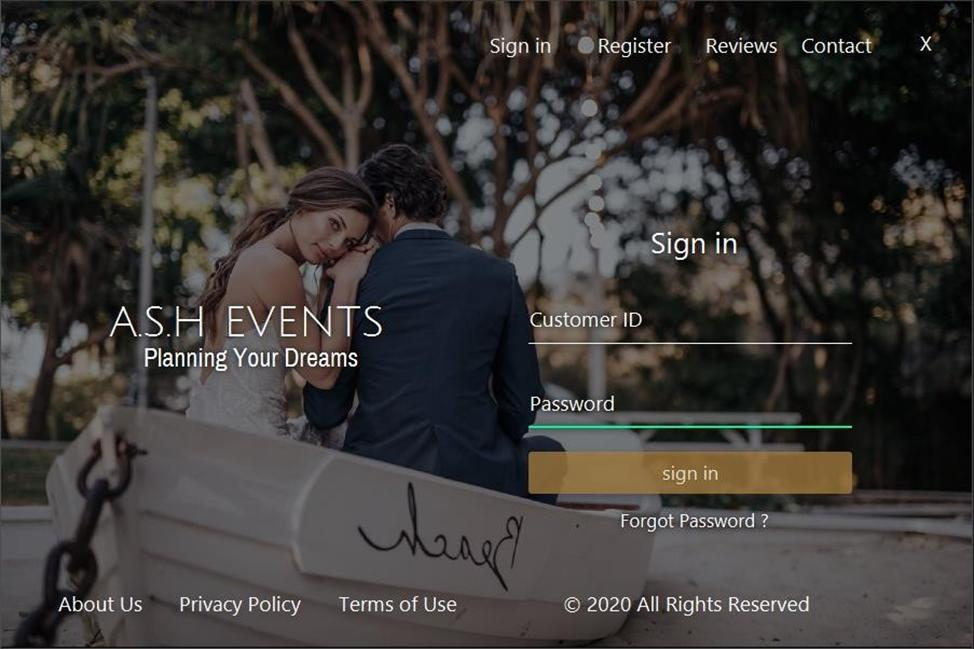 Sign in Register Reviews Contact X
Sign in
Customer ID
A.S.H EVENTS
Planning Your Dreams
Password
sign in
Forgot Password ?
Beach
About Us Privacy Policy Terms of Use © 2020 All Rights Reserved